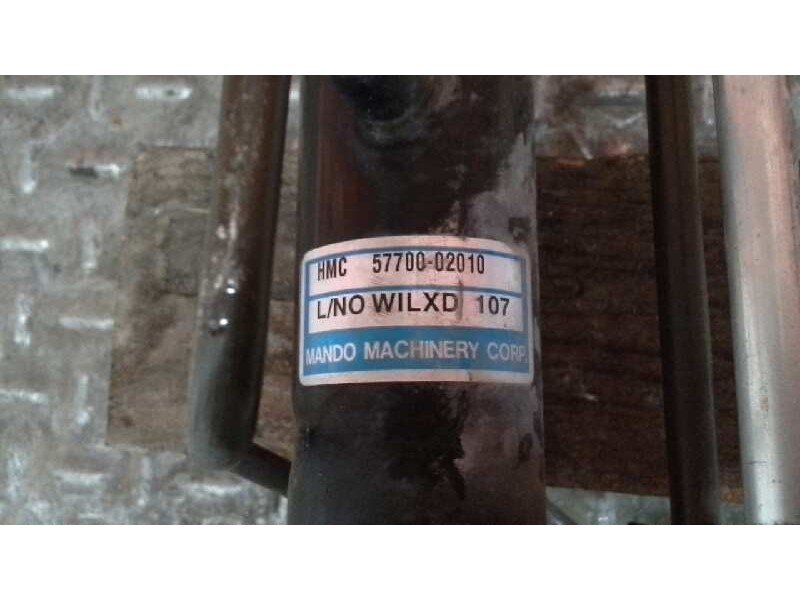 HMC 57700-02010
L/NO WILXD 107
MANDO MACHINERY CORP.